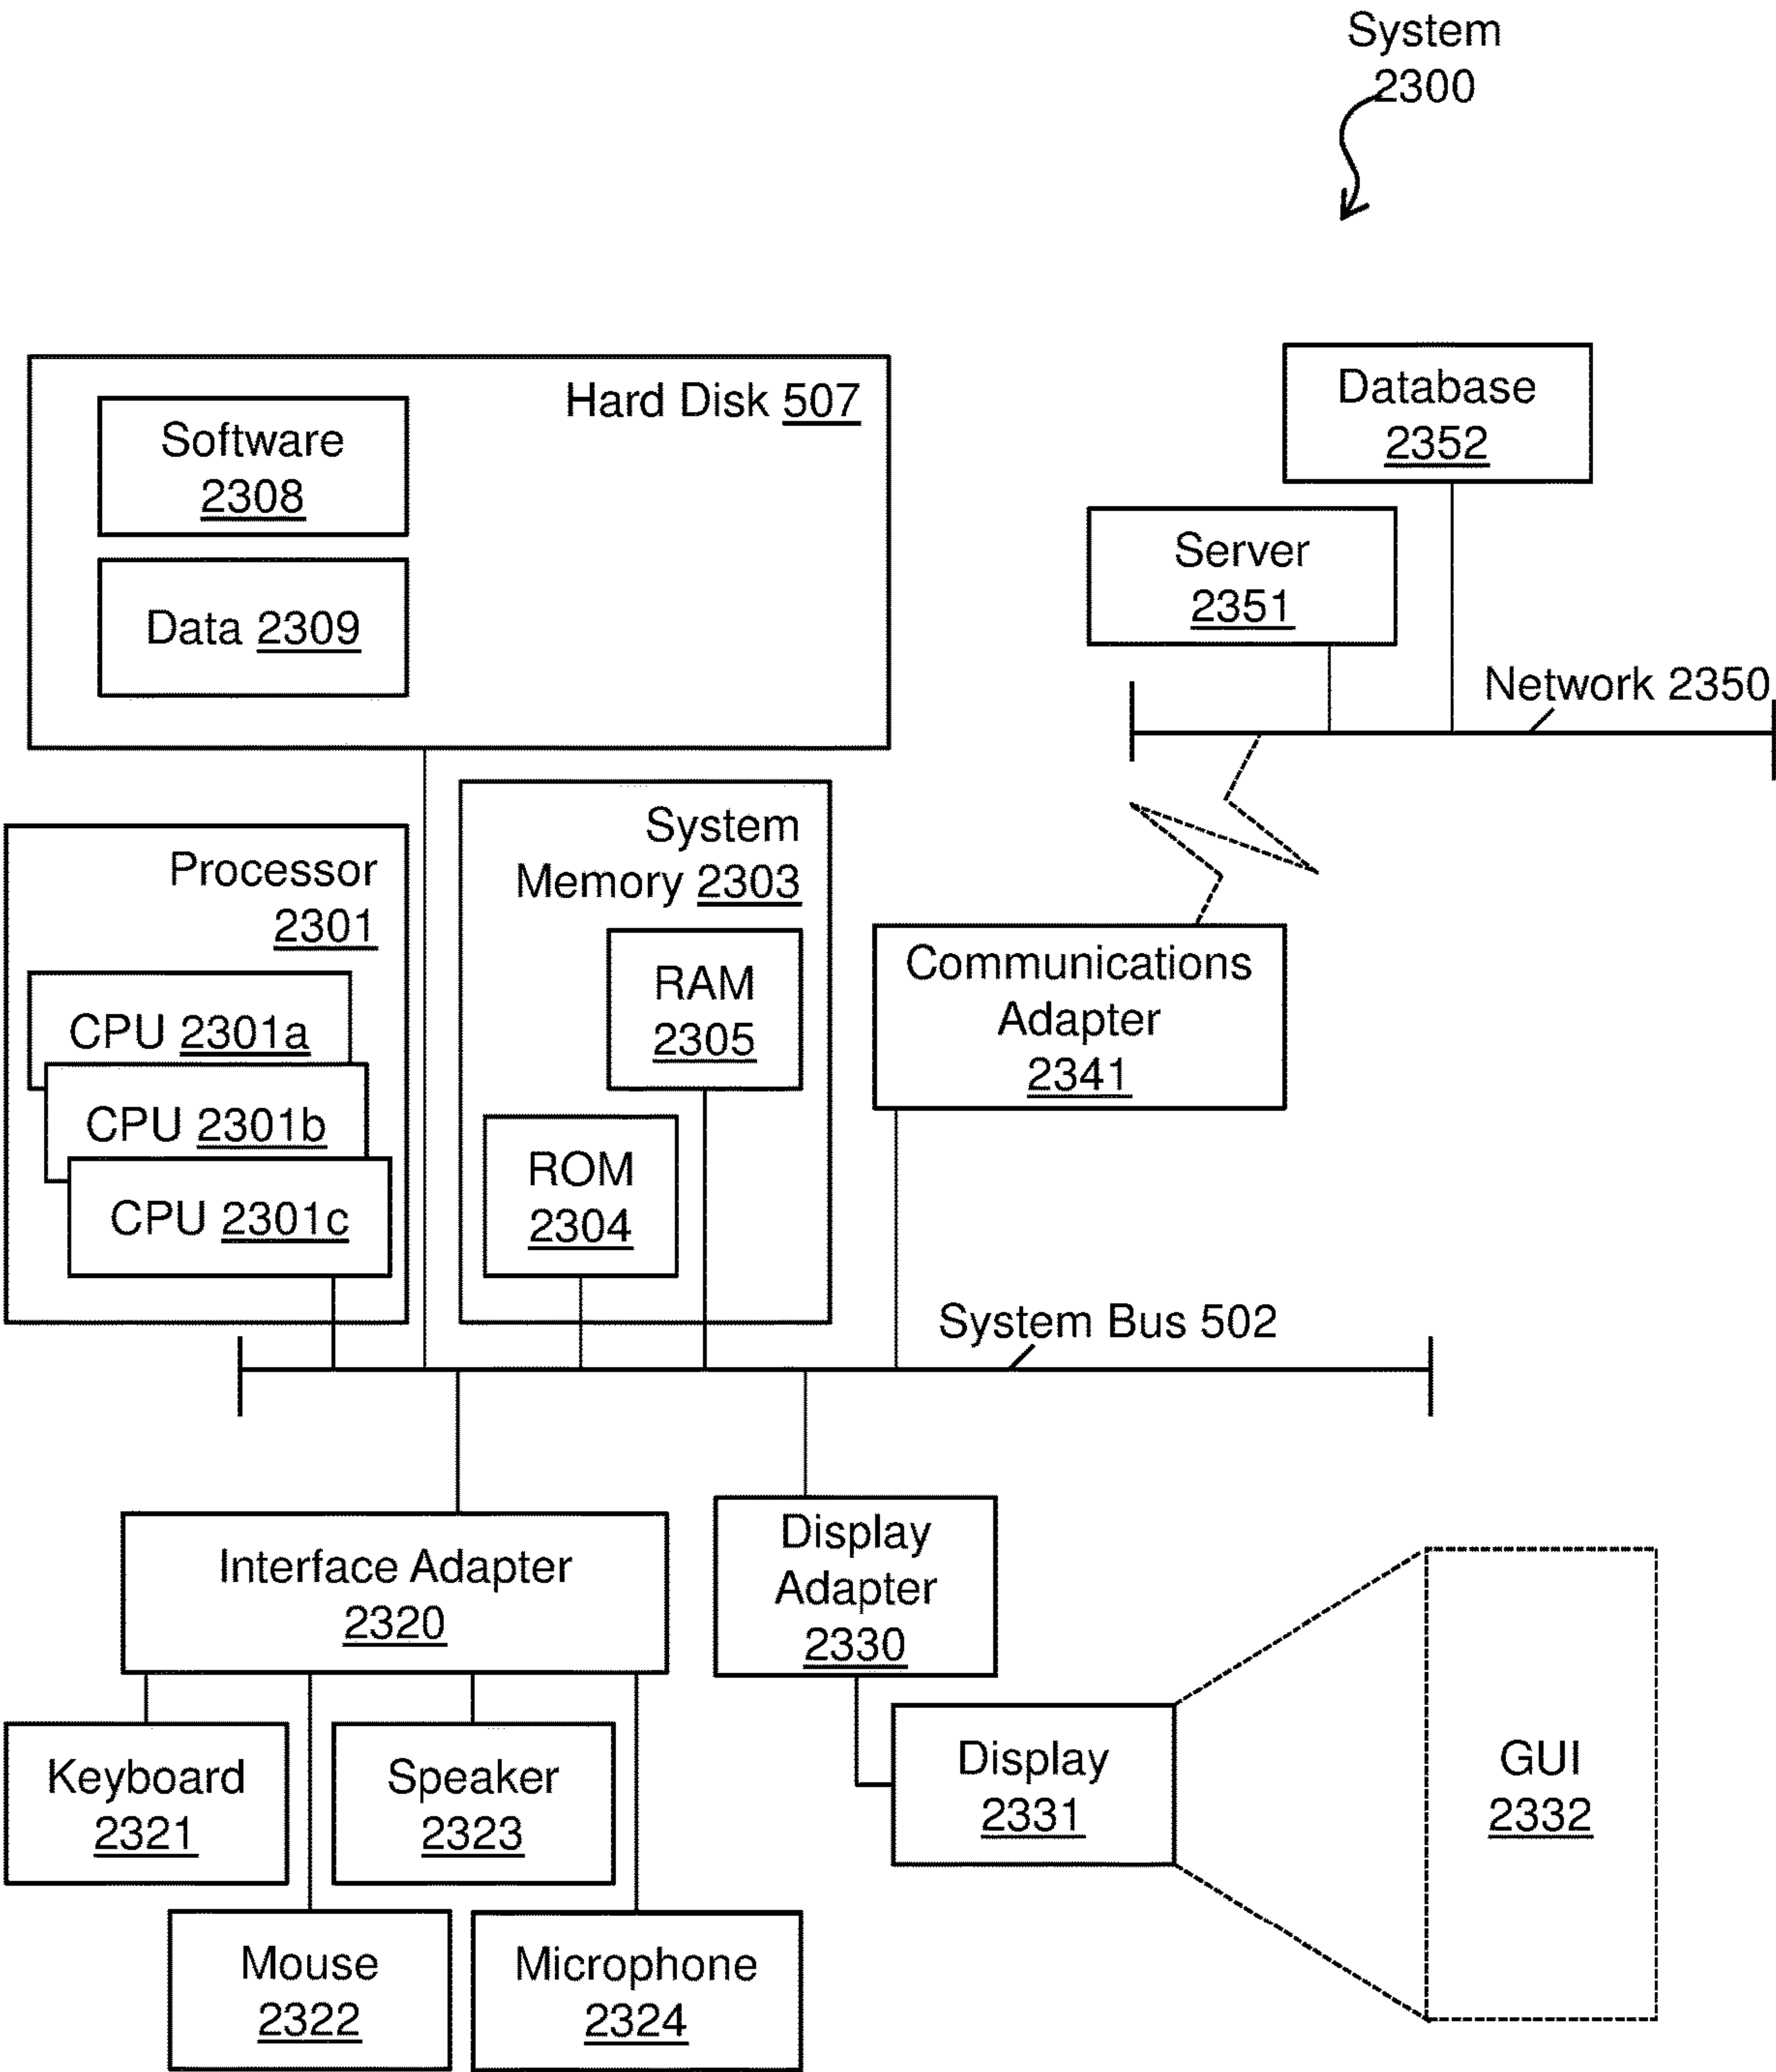 System
2300
Hard Disk 507
Software
2308
Data 2309
Database
2352
Server
2351
Network 2350
Processor
2301
CPU 2301a
CPU 2301b
CPU 2301c
System
Memory 2303
RAM
2305
ROM
2304
Communications
Adapter
2341
System Bus 502
Interface Adapter
2320
Display
Adapter
2330
Keyboard
2321
Speaker
2323
Mouse
2322
Microphone
2324
Display
2331
GUI
2332